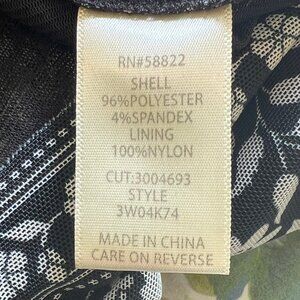 RN#58822
SHELL
96%POLYESTER
4%SPANDEX
LINING
100%NYLON
CUT:3004693
STYLE
3W04K74
MADE IN CHINA
CARE ON REVERSE